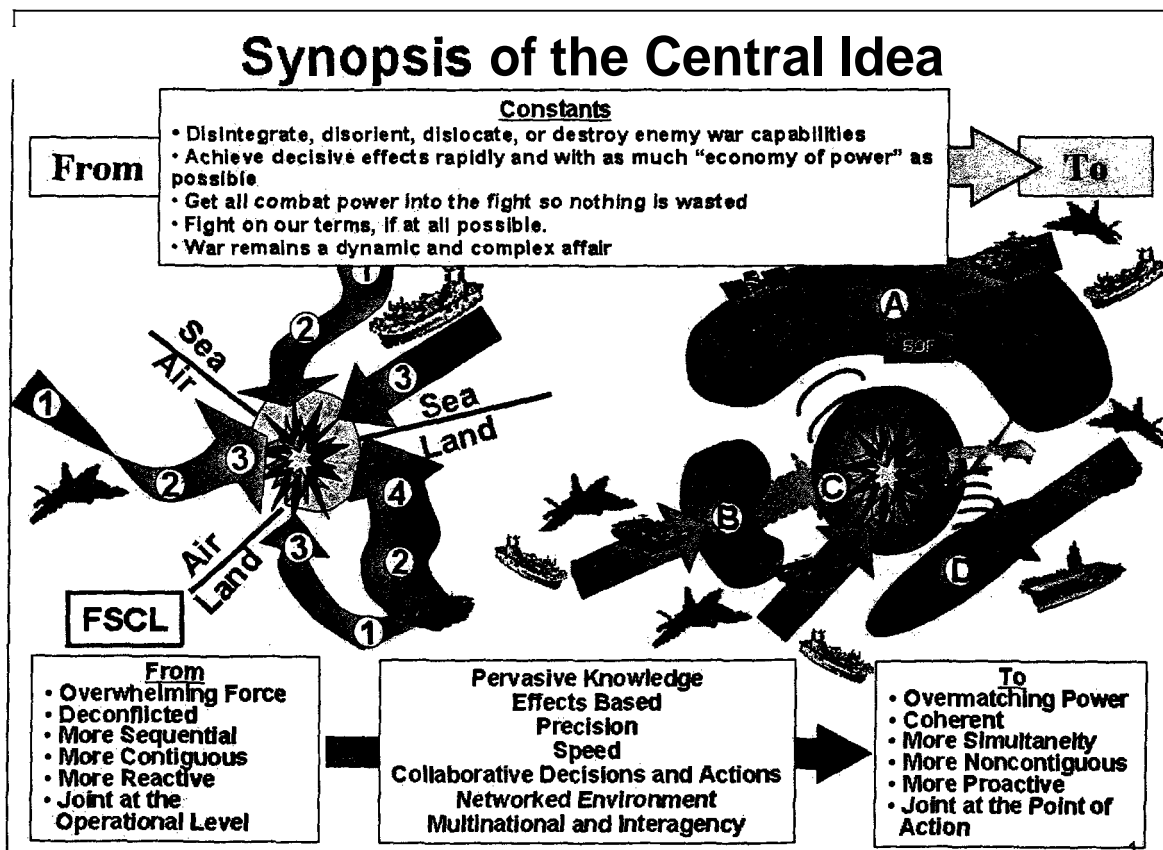 Synopsis of the Central Idea
Constants
• Disintegrate, disorient, dislocate, or destroy enemy war capabilities
• Achieve decisive effects rapidly and with as much “economy of power” as
possible
• Get all combat power into the fight so nothing is wasted
• Fight on our terms, if at all possible.
• War remains a dynamic and complex affair
From
To
1
2
3
Sea
Air
Sea
Land
1
2
3
4
2
3
1
Air
Land
FSCL
A
SOF
B
C
D
From
• Overwhelming Force
• Deconflicted
• More Sequential
• More Contiguous
• More Reactive
• Joint at the
Operational Level
Pervasive Knowledge
Effects Based
Precision
Speed
Collaborative Decisions and Actions
Networked Environment
Multinational and Interagency
To
• Overmatching Power
• Coherent
• More Simultaneity
• More Noncontiguous
• More Proactive
• Joint at the Point of
Action